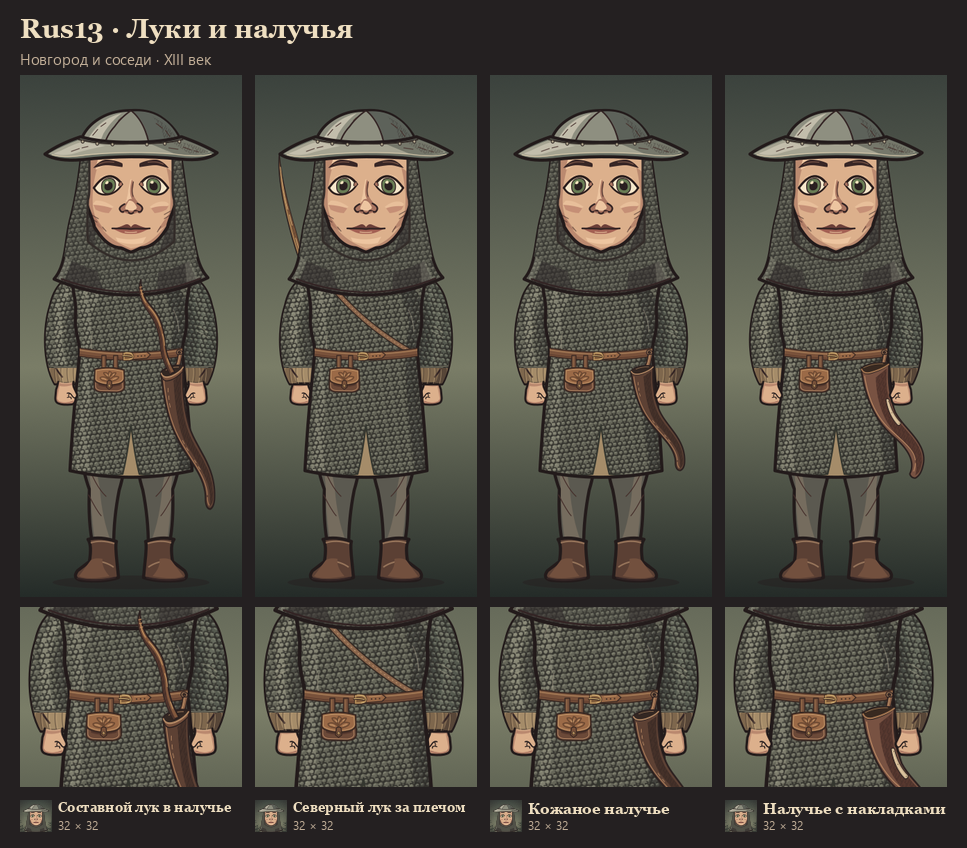 Rus13 · Луки и налучья
Новгород и соседи · XIII век
Составной лук в налучье
32 × 32
Северный лук за плечом
32 × 32
Кожаное налучье
32 × 32
Налучье с накладками
32 × 32